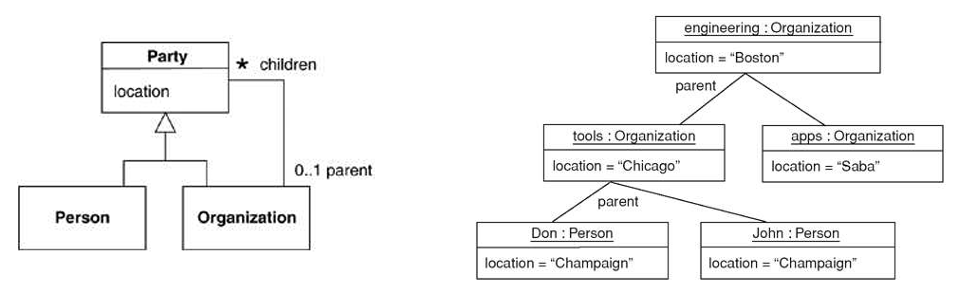 Party
location
* children
0..1 parent
Person
Organization
engineering : Organization
location = “Boston”
parent
tools : Organization
location = “Chicago”
apps : Organization
location = “Saba”
parent
Don : Person
location = “Champaign”
John : Person
location = “Champaign”